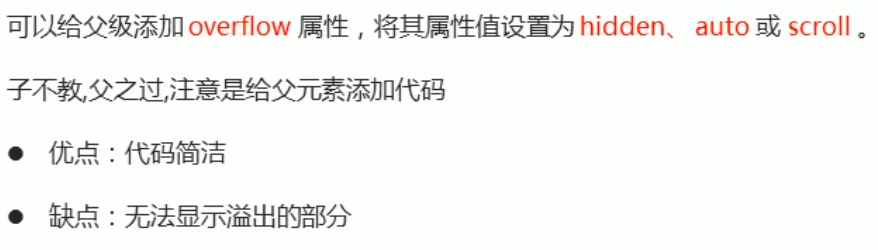 可以给父级添加 overflow 属性，将其属性值设置为 hidden、 auto 或 scroll 。
子不教,父之过,注意是给父元素添加代码
● 优点：代码简洁
● 缺点：无法显示溢出的部分